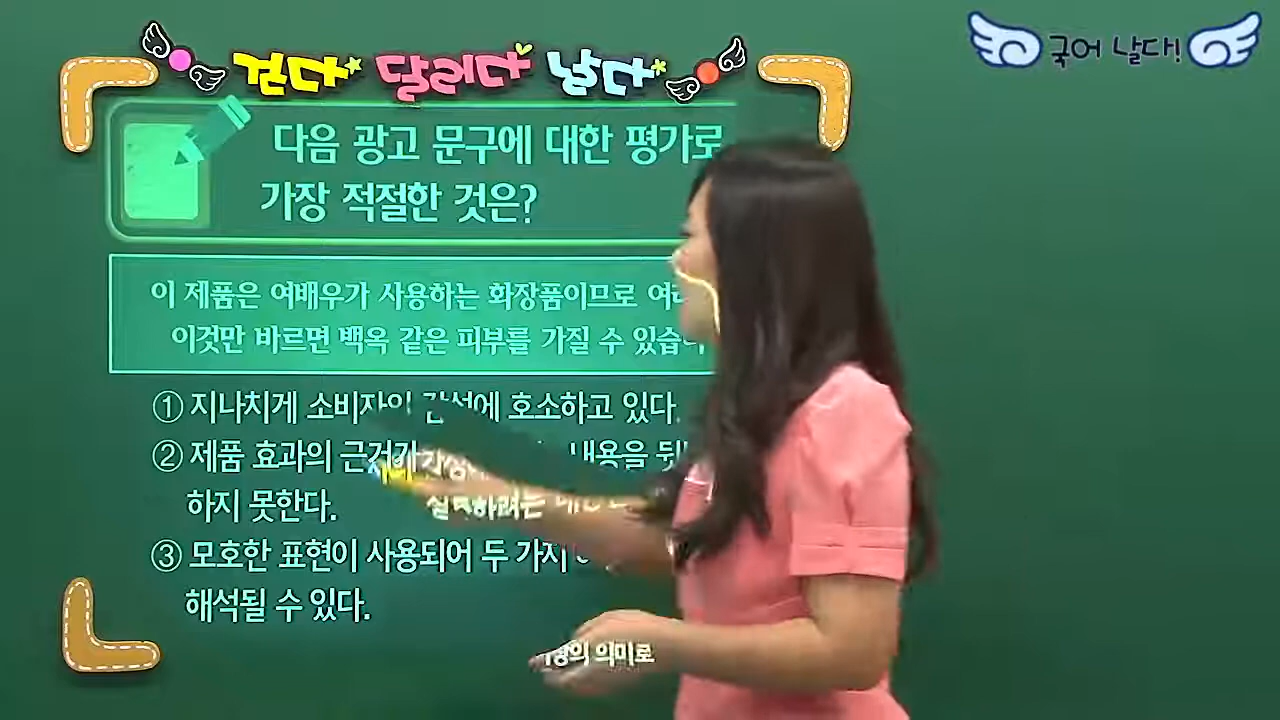 걷다 달리다 날다
국어 날다!
다음 광고 문구에 대한 평가로
가장 적절한 것은?
이 제품은 여배우가 사용하는 화장품이므로
이것만 바르면 백옥 같은 피부를 가질 수
① 지나치게 소비자의 감성에 호소하고 있다.
② 제품 효과의 근거가 내용을
하지 못한다.
③ 모호한 표현이 사용되어 두 가지
해석될 수 있다.
의미로